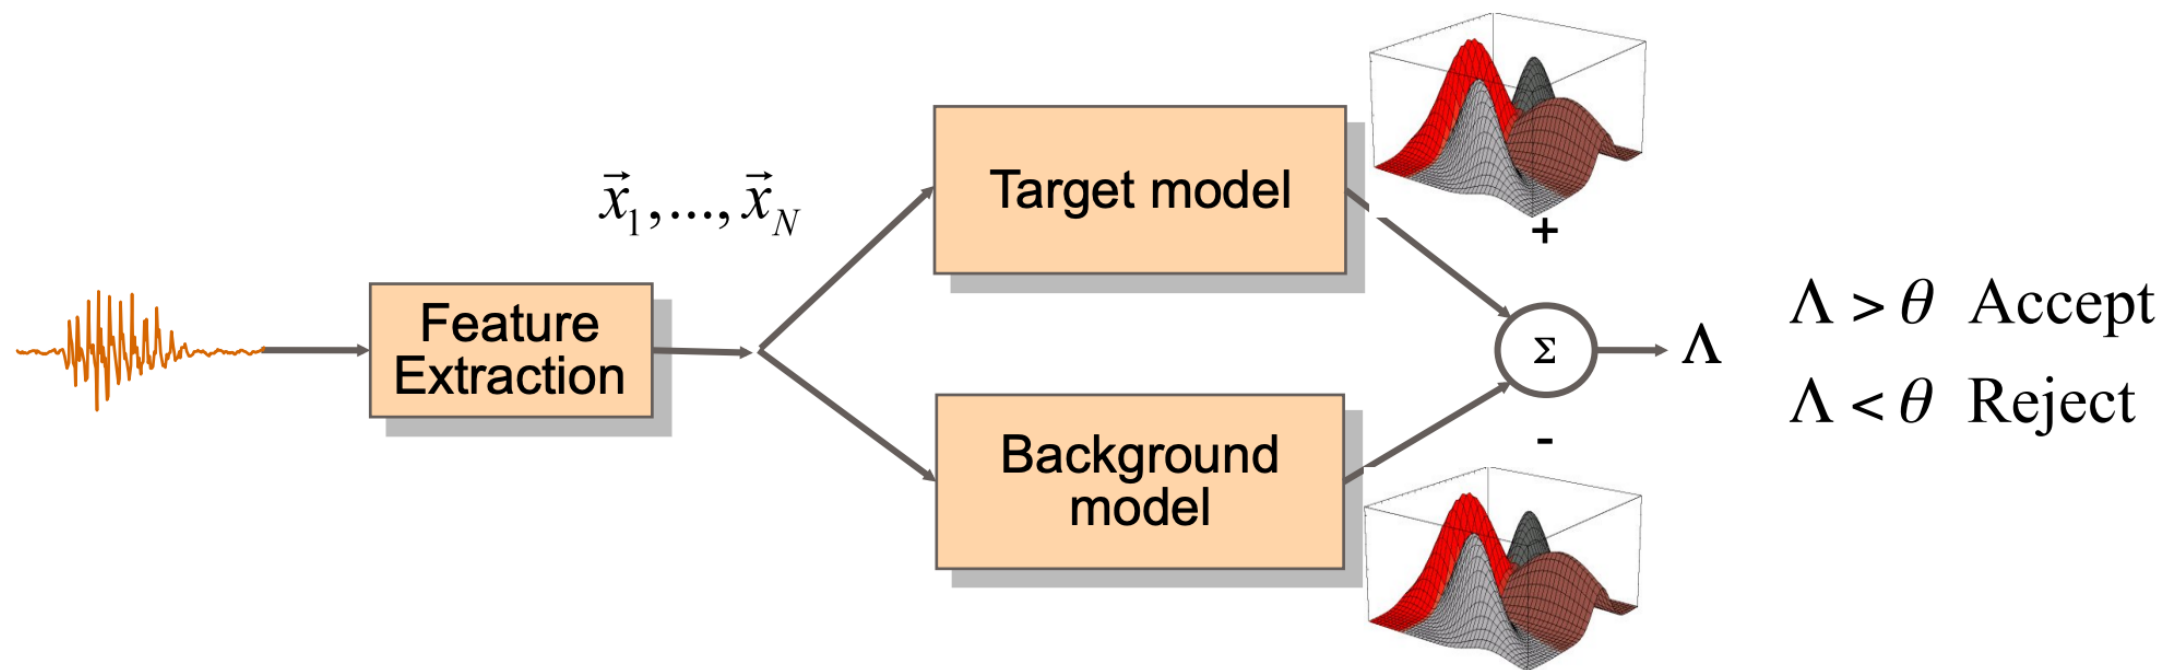 Feature
Extraction
x⃗₁,...,x⃗_N
Target model
Background
model
+
Σ
-
Λ
Λ > θ Accept
Λ < θ Reject